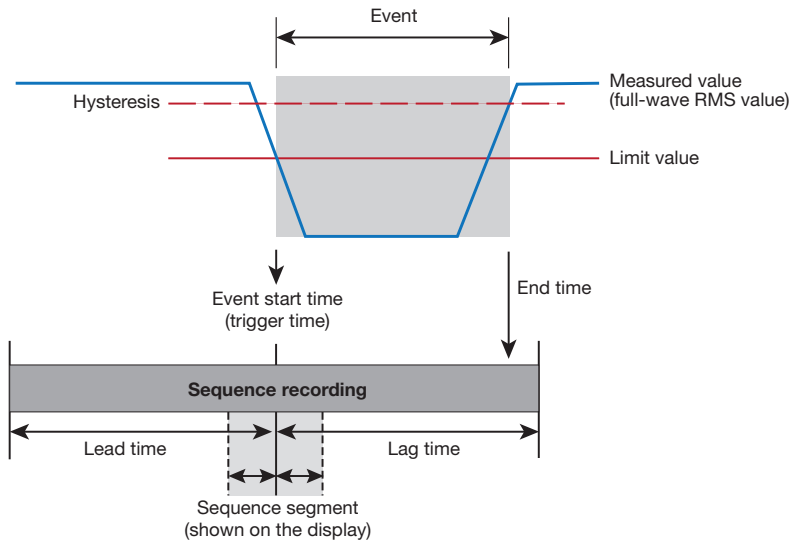 Event
Measured value
(full-wave RMS value)
Hysteresis
Limit value
Event start time
(trigger time)
End time
Sequence recording
Lead time
Lag time
Sequence segment
(shown on the display)